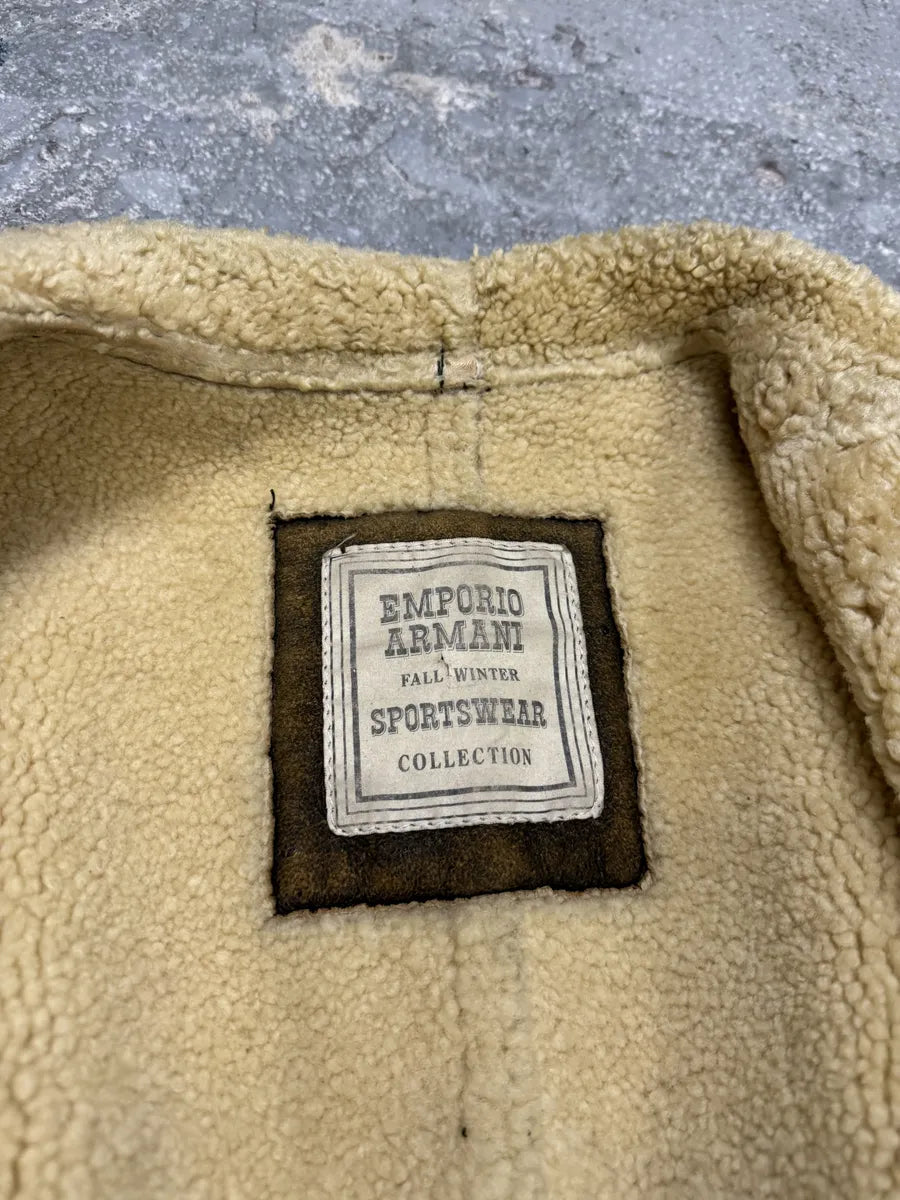 EMPORIO
ARMANI
FALL WINTER
SPORTSWEAR
COLLECTION